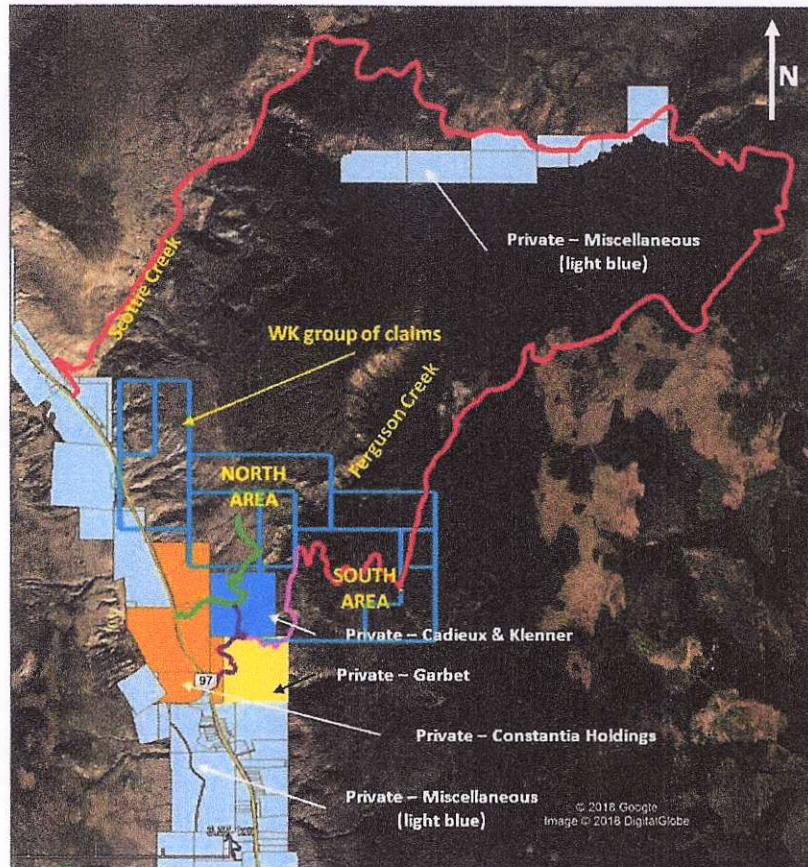 N
Private – Miscellaneous
(light blue)
Scottie Creek
WK group of claims
Ferguson Creek
NORTH
AREA
SOUTH
AREA
Private – Cadieux & Klenner
Private – Garbet
97
Private – Constantia Holdings
Private – Miscellaneous
(light blue)
© 2018 Google
Image © 2018 DigitalGlobe